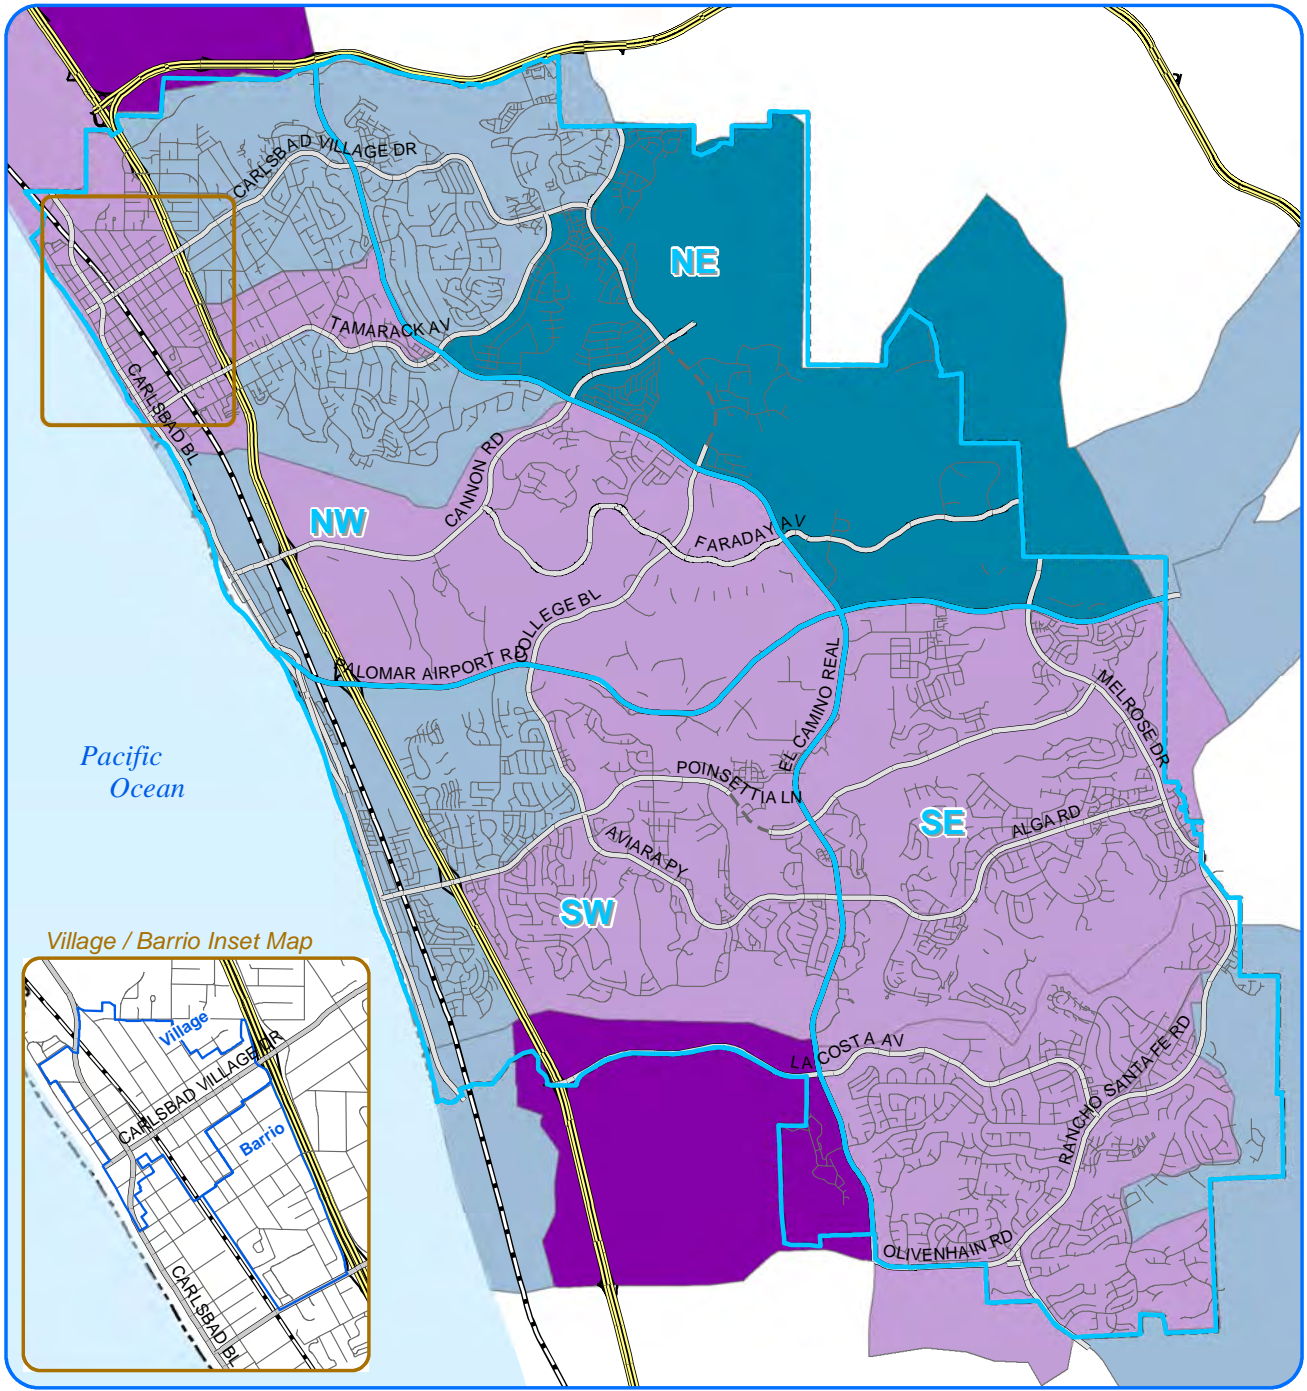 CARLSBAD VILLAGE DR
NE
TAMARACK AV
CARLSBAD BL
CANNON RD
NW
FARADAY AV
COLLEGE BL
PALOMAR AIRPORT RD
EL CAMINO REAL
MELROSE DR
Pacific
Ocean
POINSETTIA LN
SE
ALGA RD
AVIARA PY
SW
Village / Barrio Inset Map
Village
CARLSBAD VILLAGE DR
Barrio
CARLSBAD BL
LA COSTA AV
RANCHO SANTA FE RD
OLIVENHAIN RD